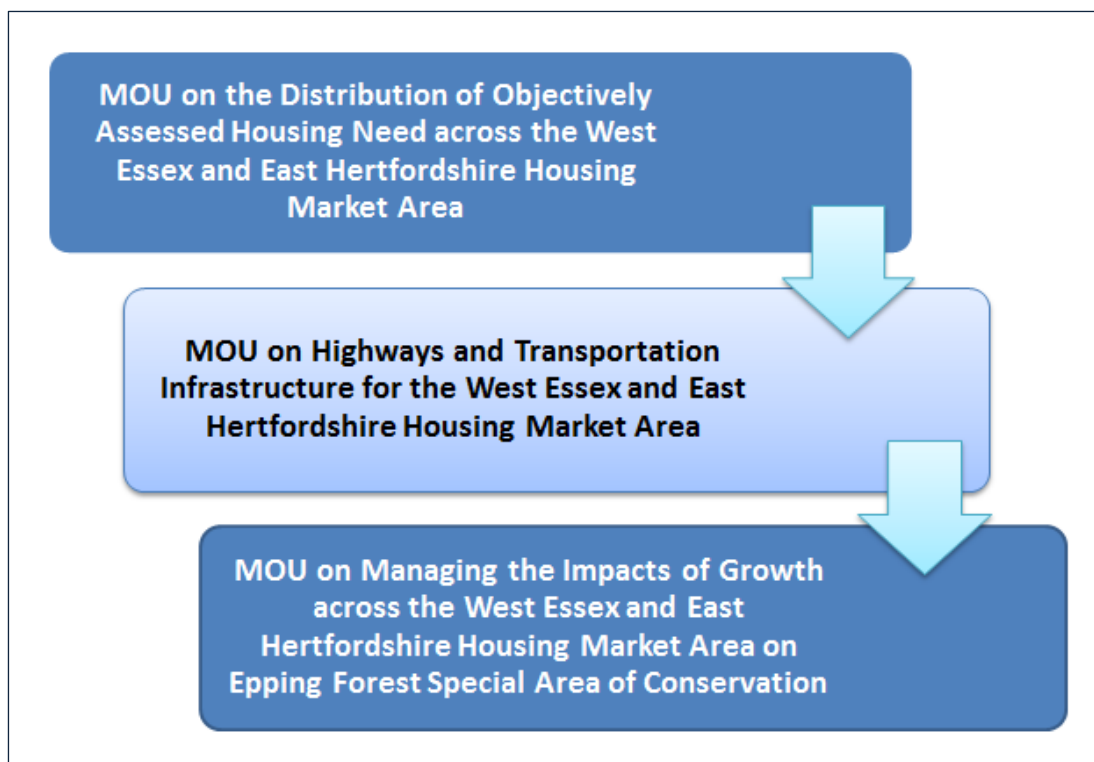 MOU on the Distribution of Objectively
Assessed Housing Need across the West
Essex and East Hertfordshire Housing
Market Area
MOU on Highways and Transportation
Infrastructure for the West Essex and East
Hertfordshire Housing Market Area
MOU on Managing the Impacts of Growth
across the West Essex and East
Hertfordshire Housing Market Area on
Epping Forest Special Area of Conservation